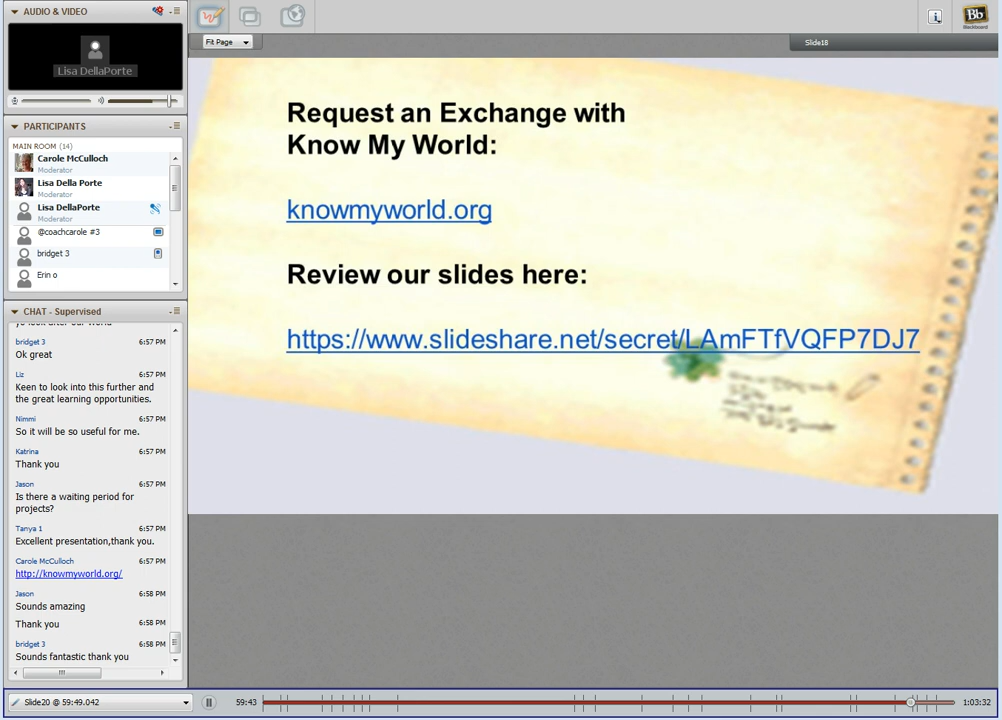 AUDIO & VIDEO
Lisa DellaPorte
PARTICIPANTS
MAIN ROOM (14)
Carole McCulloch
Moderator
Lisa Della Porte
Moderator
Lisa DellaPorte
Moderator
@coachcarole #3
bridget 3
Erin o
CHAT - Supervised
bridget 3 6:57 PM
Ok great
Liz 6:57 PM
Keen to look into this further and
the great learning opportunities.
Nimmi 6:57 PM
So it will be so useful for me.
Katrina 6:57 PM
Thank you
Jason 6:57 PM
Is there a waiting period for
projects?
Tanya 1 6:57 PM
Excellent presentation,thank you.
Carole McCulloch 6:57 PM
http://knowmyworld.org/
Jason 6:58 PM
Sounds amazing
Thank you 6:58 PM
bridget 3 6:58 PM
Sounds fantastic thank you
Fit Page
Slide18
Bb
Blackboard
Request an Exchange with
Know My World:
knowmyworld.org
Review our slides here:
https://www.slideshare.net/secret/LAmFTfVQFP7DJ7
Slide20 @ 59:49.042
59:43
1:03:32